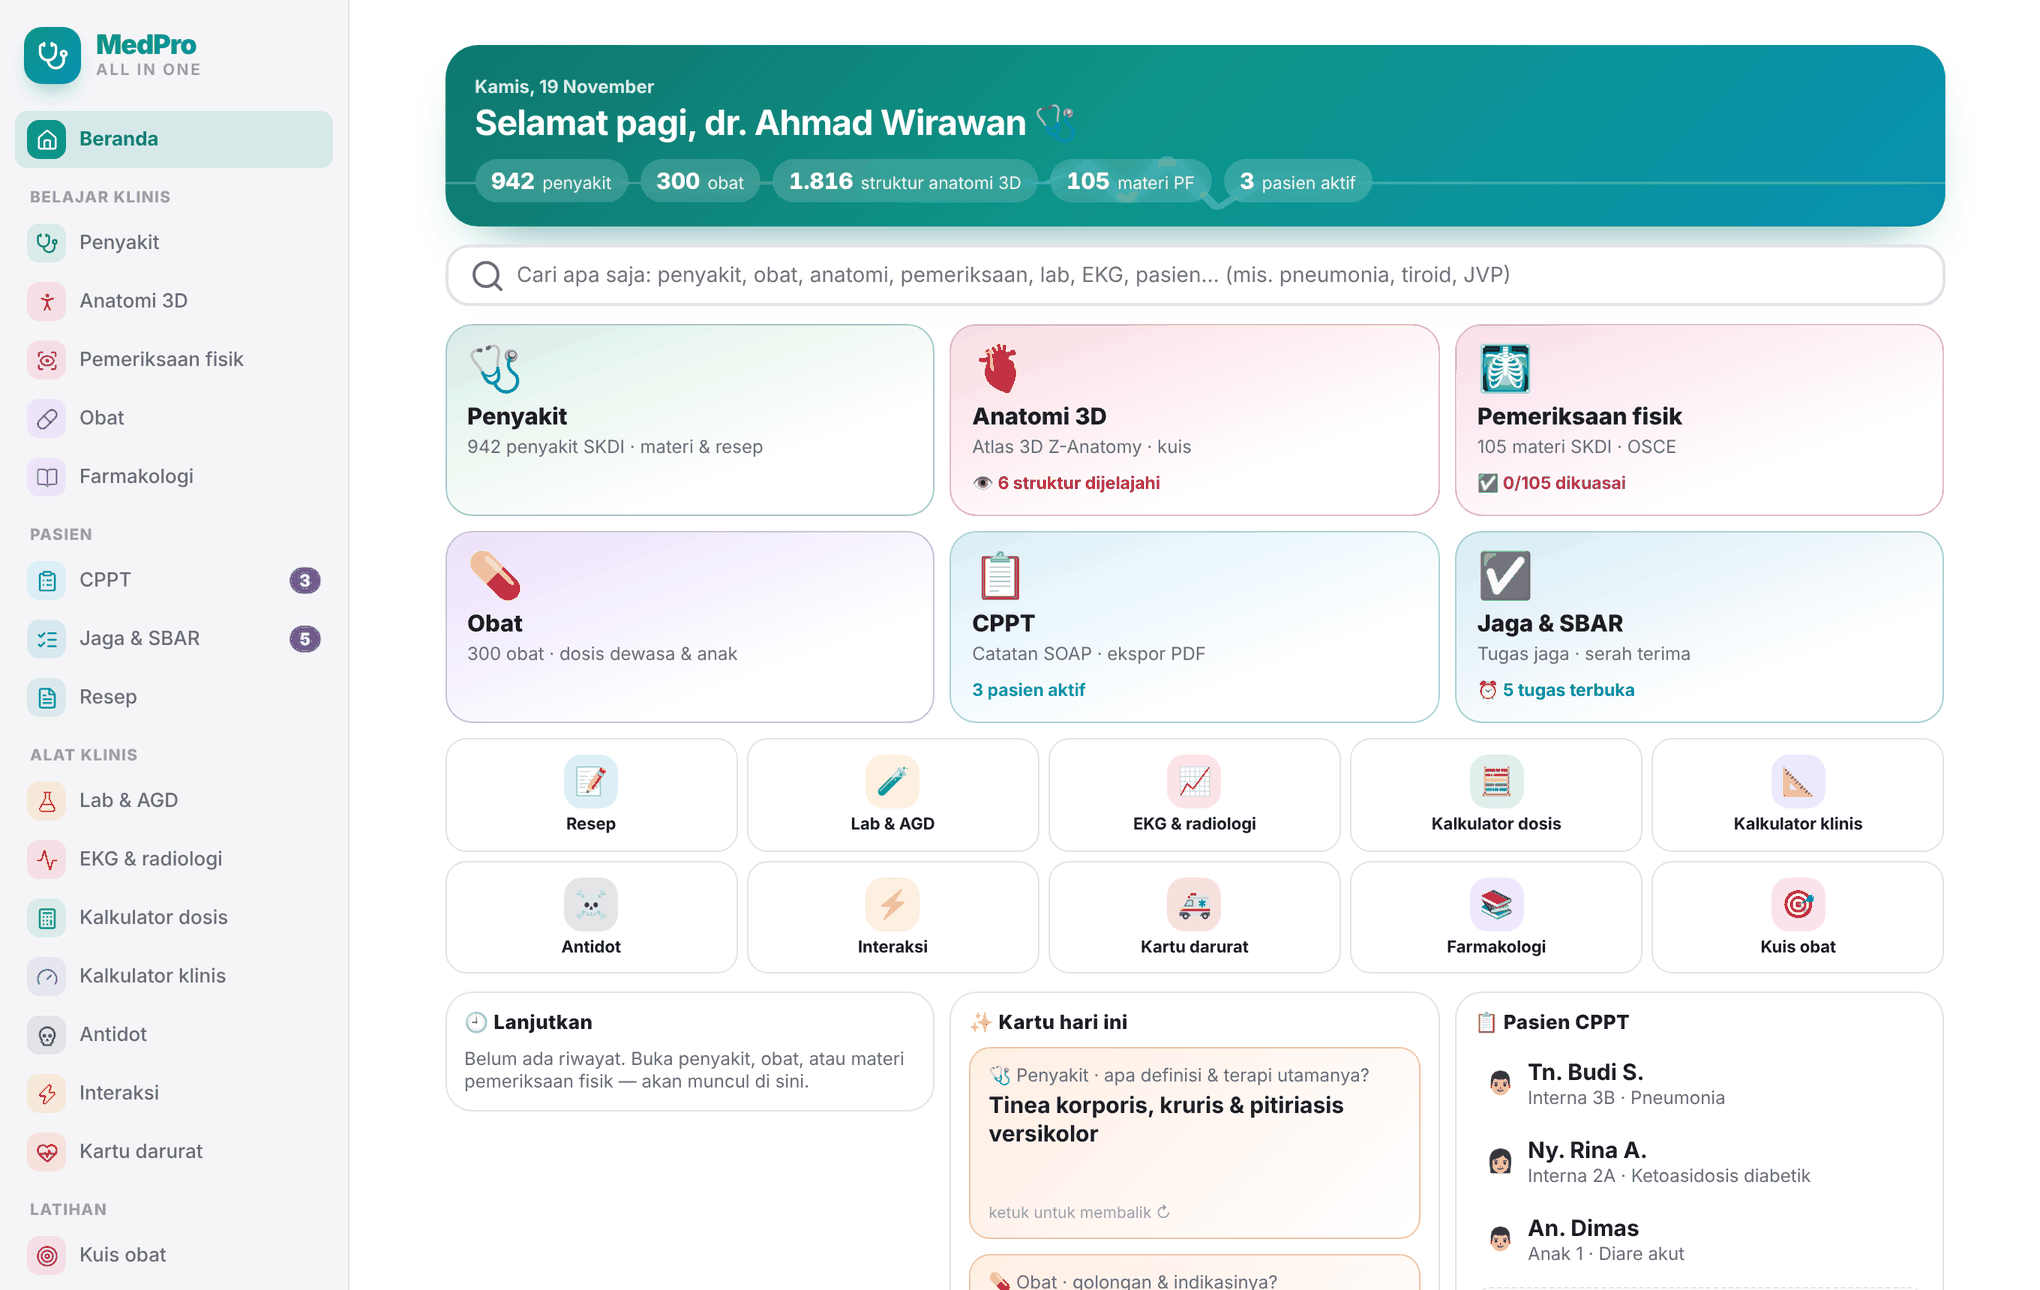 MedPro
ALL IN ONE
Beranda
BELAJAR KLINIS
Penyakit
Anatomi 3D
Pemeriksaan fisik
Obat
Farmakologi
PASIEN
CPPT
3
Jaga & SBAR
5
Resep
ALAT KLINIS
Lab & AGD
EKG & radiologi
Kalkulator dosis
Kalkulator klinis
Antidot
Interaksi
Kartu darurat
LATIHAN
Kuis obat
Kamis, 19 November
Selamat pagi, dr. Ahmad Wirawan
942 penyakit
300 obat
1.816 struktur anatomi 3D
105 materi PF
3 pasien aktif
Cari apa saja: penyakit, obat, anatomi, pemeriksaan, lab, EKG, pasien... (mis. pneumonia, tiroid, JVP)
Penyakit
942 penyakit SKDI · materi & resep
Anatomi 3D
Atlas 3D Z-Anatomy · kuis
6 struktur dijelajahi
Pemeriksaan fisik
105 materi SKDI · OSCE
0/105 dikuasai
Obat
300 obat · dosis dewasa & anak
CPPT
Catatan SOAP · ekspor PDF
3 pasien aktif
Jaga & SBAR
Tugas jaga · serah terima
5 tugas terbuka
Resep
Lab & AGD
EKG & radiologi
Kalkulator dosis
Kalkulator klinis
Antidot
Interaksi
Kartu darurat
Farmakologi
Kuis obat
Lanjutkan
Belum ada riwayat. Buka penyakit, obat, atau materi
pemeriksaan fisik — akan muncul di sini.
Kartu hari ini
Penyakit · apa definisi & terapi utamanya?
Tinea korporis, kruris & pitiriasis
versikolor
ketuk untuk membalik ↻
Obat · golongan & indikasinya?
Pasien CPPT
Tn. Budi S.
Interna 3B · Pneumonia
Ny. Rina A.
Interna 2A · Ketoasidosis diabetik
An. Dimas
Anak 1 · Diare akut